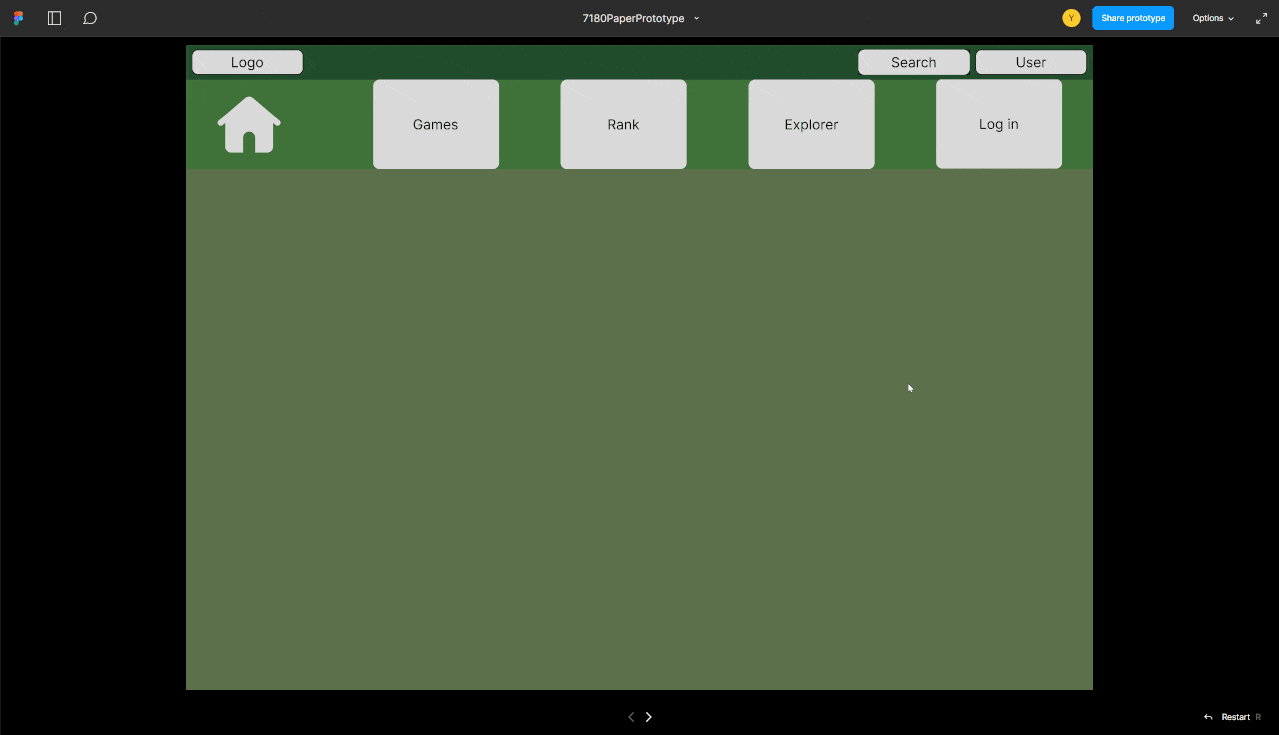 7180PaperPrototype
Y
Share prototype
Options
Logo
Search
User
Games
Rank
Explorer
Log in
Restart R